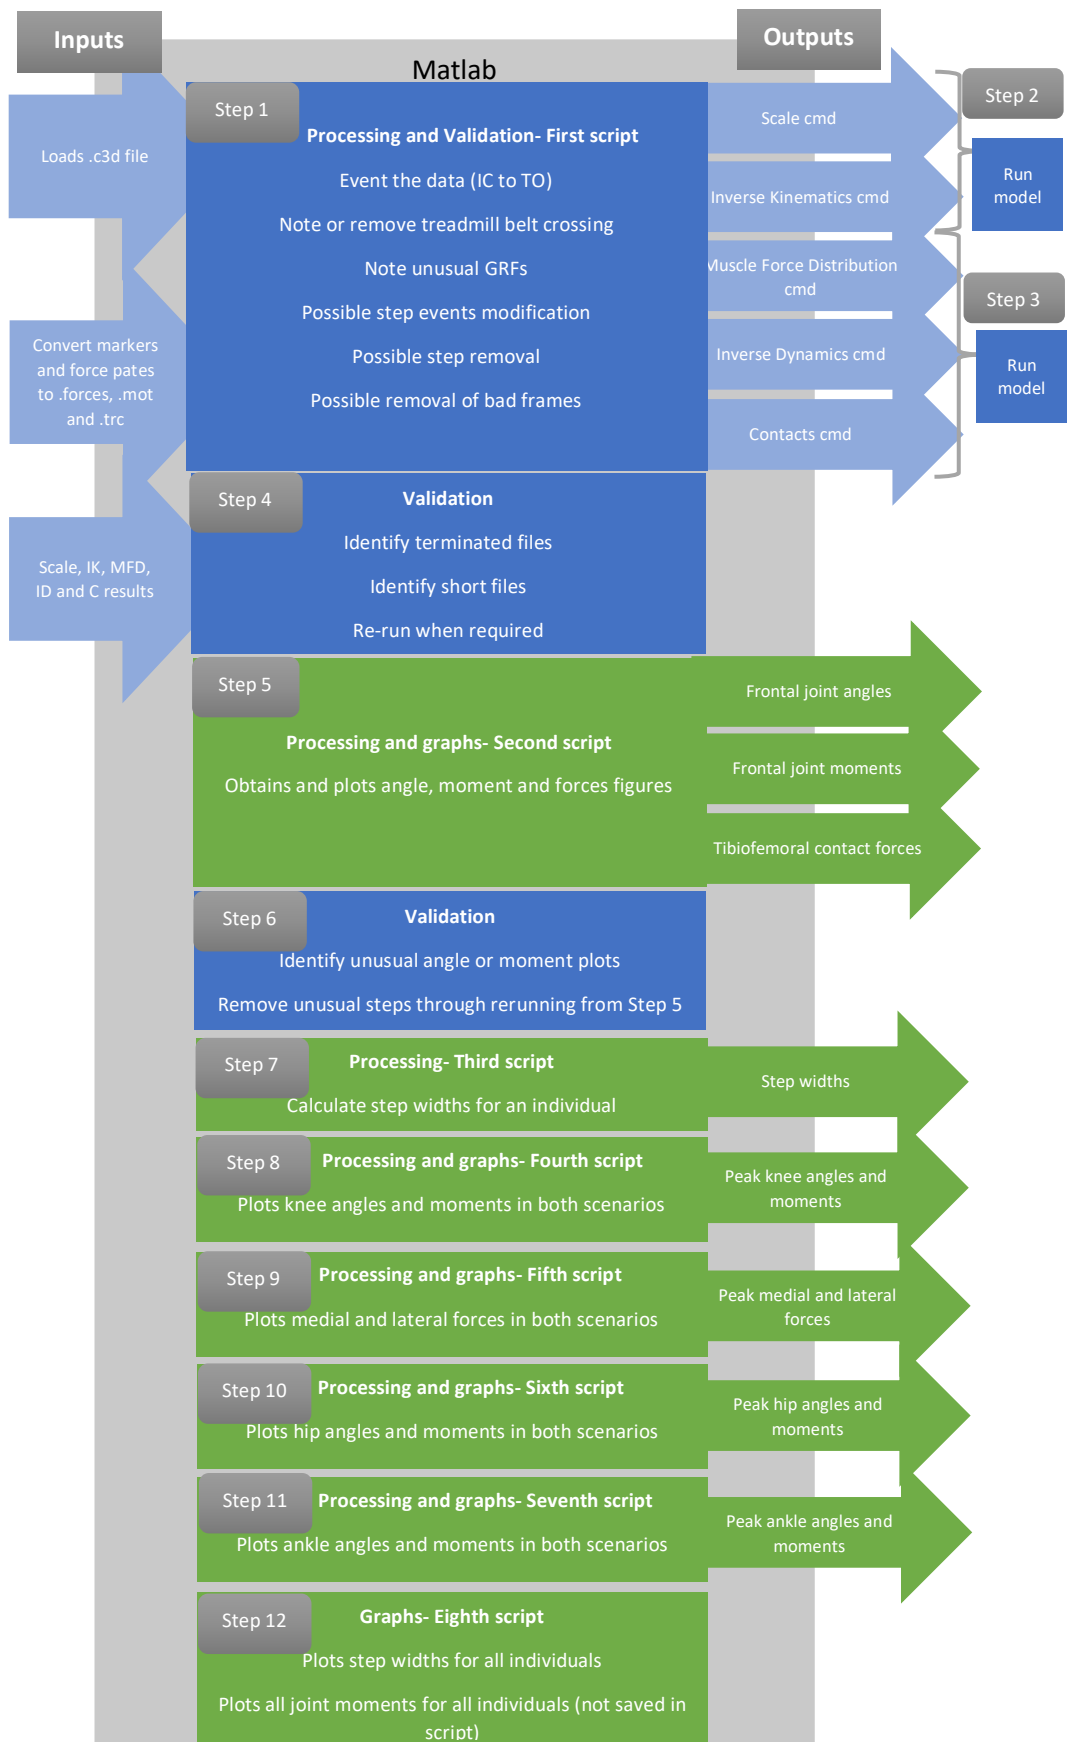 Inputs
Outputs
Matlab
Step 1
Processing and Validation- First script
Event the data (IC to TO)
Note or remove treadmill belt crossing
Note unusual GRFs
Possible step events modification
Possible step removal
Possible removal of bad frames
Loads .c3d file
Convert markers
and force pates
to .forces, .mot
and .trc
Scale, IK, MFD,
ID and C results
Scale cmd
Inverse Kinematics cmd
Muscle Force Distribution
cmd
Inverse Dynamics cmd
Contacts cmd
Step 2
Run
model
Step 3
Run
model
Step 4
Validation
Identify terminated files
Identify short files
Re-run when required
Step 5
Processing and graphs- Second script
Obtains and plots angle, moment and forces figures
Frontal joint angles
Frontal joint moments
Tibiofemoral contact forces
Step 6
Validation
Identify unusual angle or moment plots
Remove unusual steps through rerunning from Step 5
Step 7
Processing- Third script
Calculate step widths for an individual
Step widths
Step 8
Processing and graphs- Fourth script
Plots knee angles and moments in both scenarios
Peak knee angles and
moments
Step 9
Processing and graphs- Fifth script
Plots medial and lateral forces in both scenarios
Peak medial and lateral
forces
Step 10
Processing and graphs- Sixth script
Plots hip angles and moments in both scenarios
Peak hip angles and
moments
Step 11
Processing and graphs- Seventh script
Plots ankle angles and moments in both scenarios
Peak ankle angles and
moments
Step 12
Graphs- Eighth script
Plots step widths for all individuals
Plots all joint moments for all individuals (not saved in
script)